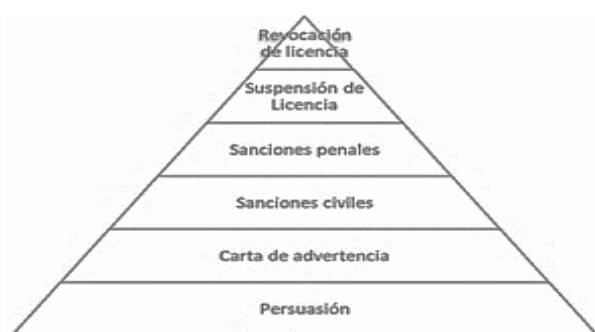 Revocación
de licencia
Suspensión de
Licencia
Sanciones penales
Sanciones civiles
Carta de advertencia
Persuasión